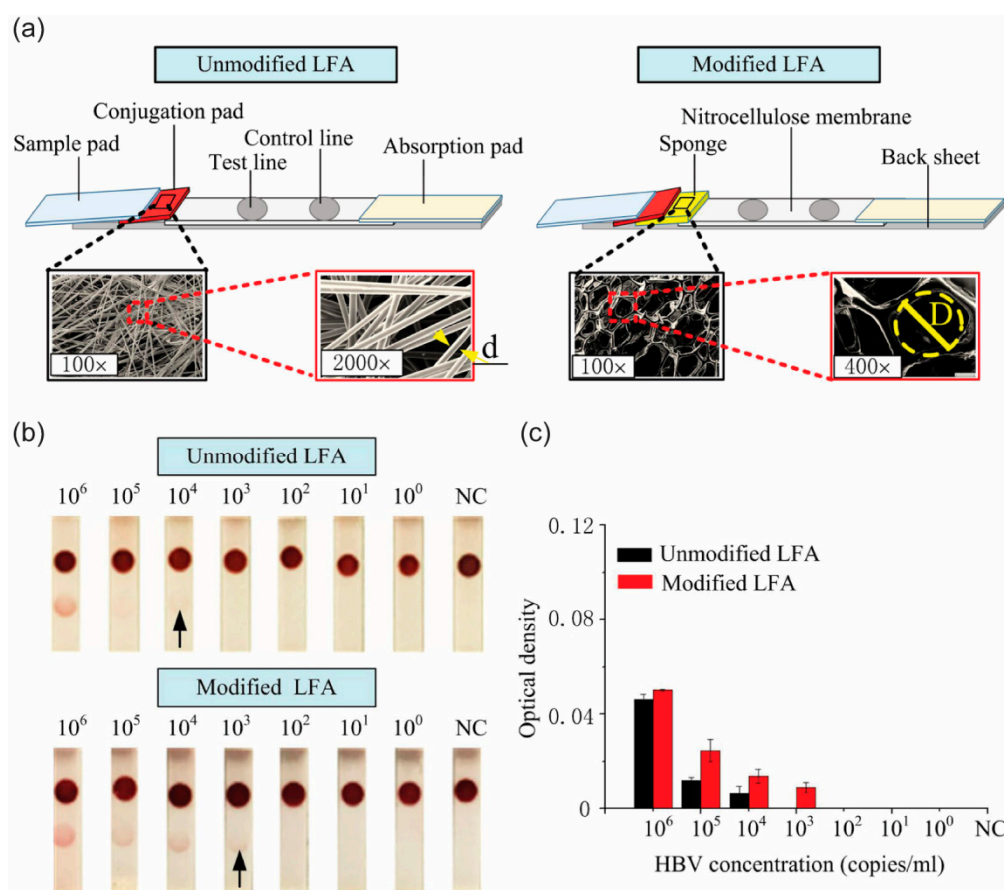 (a)
Unmodified LFA
Modified LFA
Conjugation pad
Sample pad
Control line
Test line
Absorption pad
Nitrocellulose membrane
Sponge
Back sheet
100×
2000×
d
100×
400×
D
(b)
Unmodified LFA
10⁶ 10⁵ 10⁴ 10³ 10² 10¹ 10⁰ NC
Modified LFA
10⁶ 10⁵ 10⁴ 10³ 10² 10¹ 10⁰ NC
(c)
0.12
0.08
0.04
0
Optical density
Unmodified LFA
Modified LFA
10⁶ 10⁵ 10⁴ 10³ 10² 10¹ 10⁰ NC
HBV concentration (copies/ml)